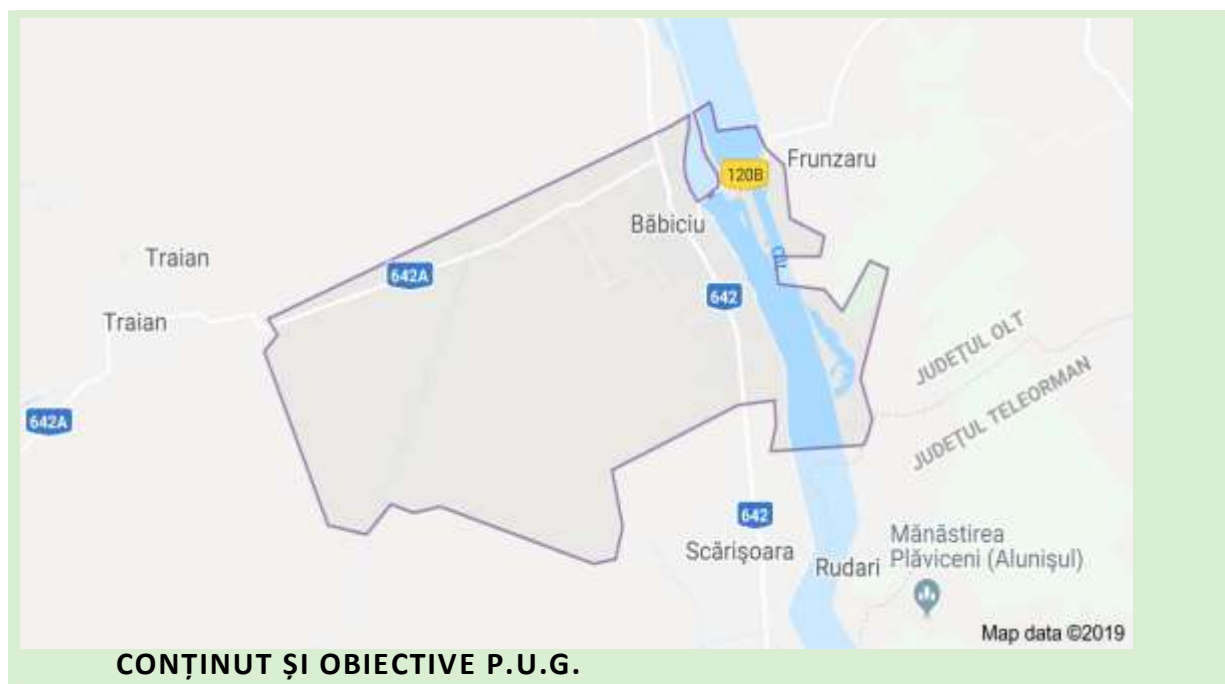 Frunzaru
120B
Băbiciu
Traian
642A
Olt
642
Traian
JUDEȚUL OLT
642A
JUDEȚUL TELEORMAN
642
Mănăstirea
Scărișoara
Plăviceni (Alunișul)
Rudari
Map data ©2019
CONȚINUT ȘI OBIECTIVE P.U.G.